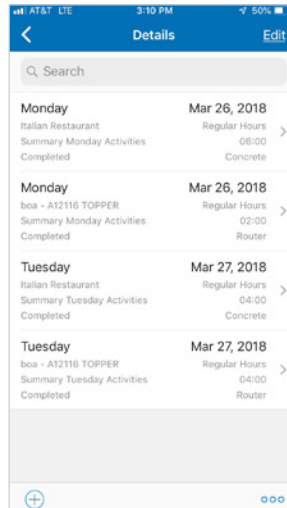 AT&T LTE 3:10 PM 50%
Details Edit
Search
Monday Mar 26, 2018
Italian Restaurant Regular Hours
Summary Monday Activities 06:00
Completed Concrete
Monday Mar 26, 2018
boa - A12116 TOPPER Regular Hours
Summary Monday Activities 02:00
Completed Router
Tuesday Mar 27, 2018
Italian Restaurant Regular Hours
Summary Tuesday Activities 04:00
Completed Concrete
Tuesday Mar 27, 2018
boa - A12116 TOPPER Regular Hours
Summary Tuesday Activities 04:00
Completed Router